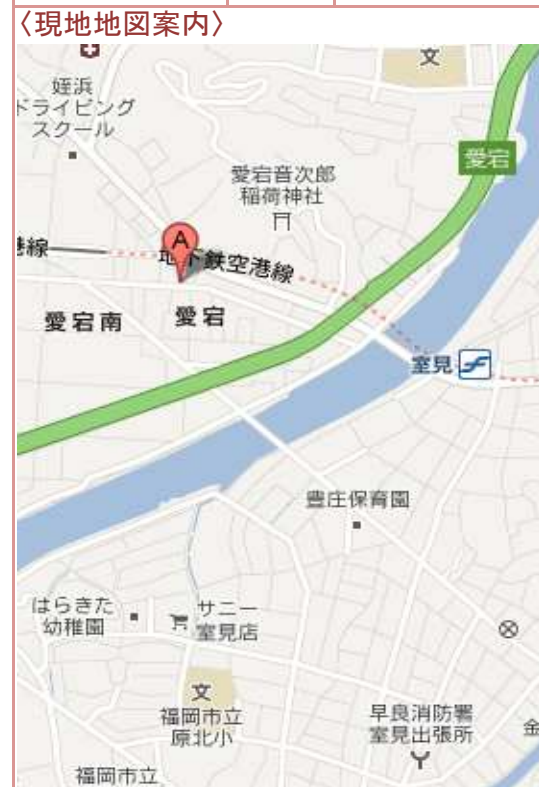 〈現地地図案内〉
文
姪浜
ドライビング
スクール
愛宕
愛宕音次郎
稲荷神社
港線
A
地下鉄空港線
愛宕南
愛宕
室見
豊庄保育園
はらきた
幼稚園
サニー
室見店
文
福岡市立
原北小
早良消防署
室見出張所
金
福岡市立